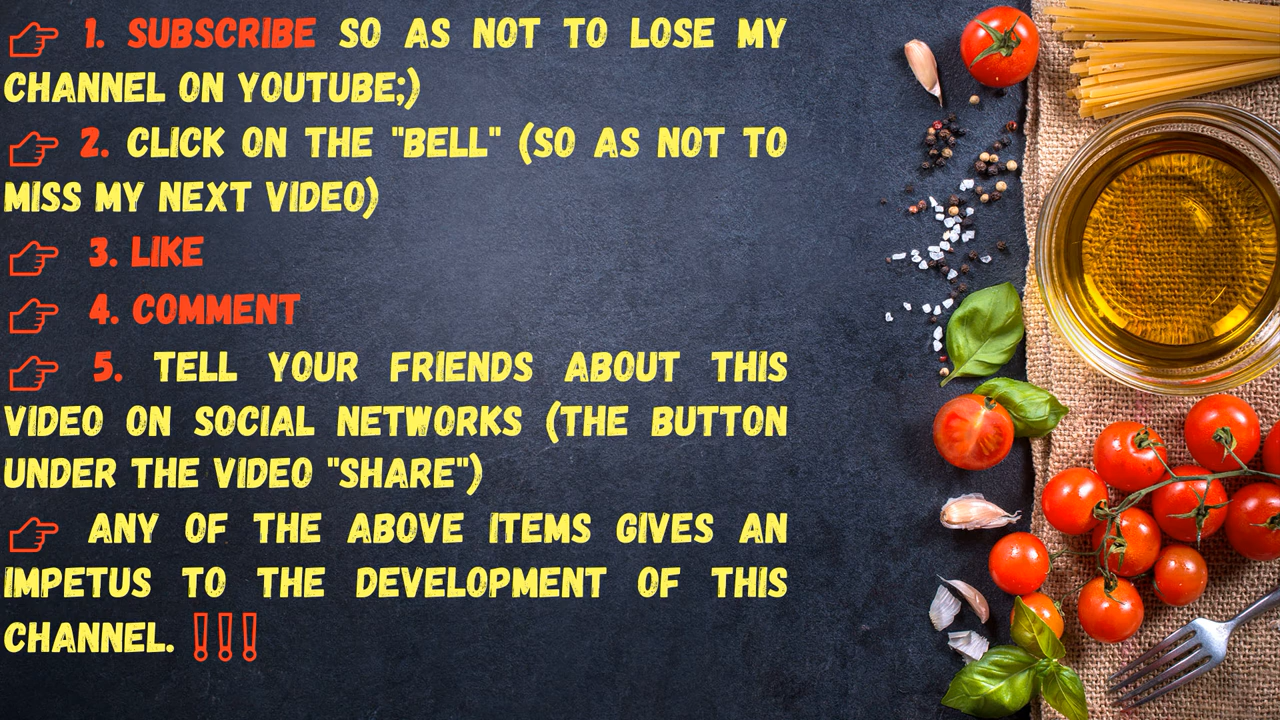 👉 1. SUBSCRIBE SO AS NOT TO LOSE MY
CHANNEL ON YOUTUBE;)
👉 2. CLICK ON THE "BELL" (SO AS NOT TO
MISS MY NEXT VIDEO)
👉 3. LIKE
👉 4. COMMENT
👉 5. TELL YOUR FRIENDS ABOUT THIS
VIDEO ON SOCIAL NETWORKS (THE BUTTON
UNDER THE VIDEO "SHARE")
👉 ANY OF THE ABOVE ITEMS GIVES AN
IMPETUS TO THE DEVELOPMENT OF THIS
CHANNEL. ❗❗❗